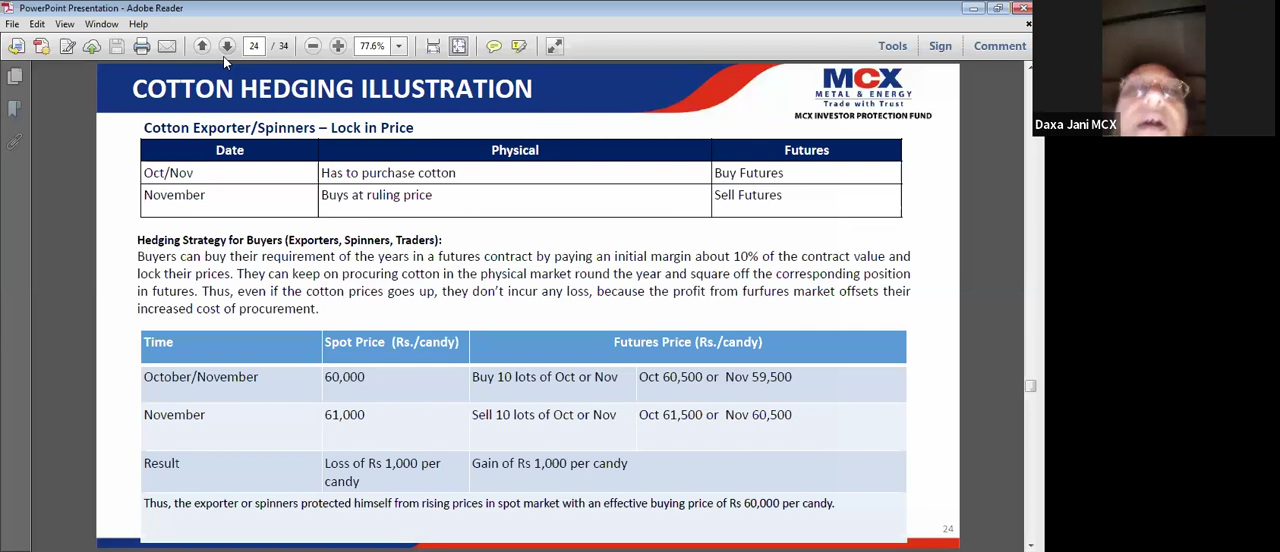 PowerPoint Presentation - Adobe Reader
File Edit View Window Help
24 / 34 77.6% Tools Sign Comment
Daxa Jani MCX
COTTON HEDGING ILLUSTRATION
MCX
METAL & ENERGY
Trade with Trust
MCX INVESTOR PROTECTION FUND
Cotton Exporter/Spinners – Lock in Price
Date Physical Futures
Oct/Nov Has to purchase cotton Buy Futures
November Buys at ruling price Sell Futures
Hedging Strategy for Buyers (Exporters, Spinners, Traders):
Buyers can buy their requirement of the years in a futures contract by paying an initial margin about 10% of the contract value and
lock their prices. They can keep on procuring cotton in the physical market round the year and square off the corresponding position
in futures. Thus, even if the cotton prices goes up, they don't incur any loss, because the profit from furfures market offsets their
increased cost of procurement.
Time Spot Price (Rs./candy) Futures Price (Rs./candy)
October/November 60,000 Buy 10 lots of Oct or Nov Oct 60,500 or Nov 59,500
November 61,000 Sell 10 lots of Oct or Nov Oct 61,500 or Nov 60,500
Result Loss of Rs 1,000 per Gain of Rs 1,000 per candy
candy
Thus, the exporter or spinners protected himself from rising prices in spot market with an effective buying price of Rs 60,000 per candy.
24